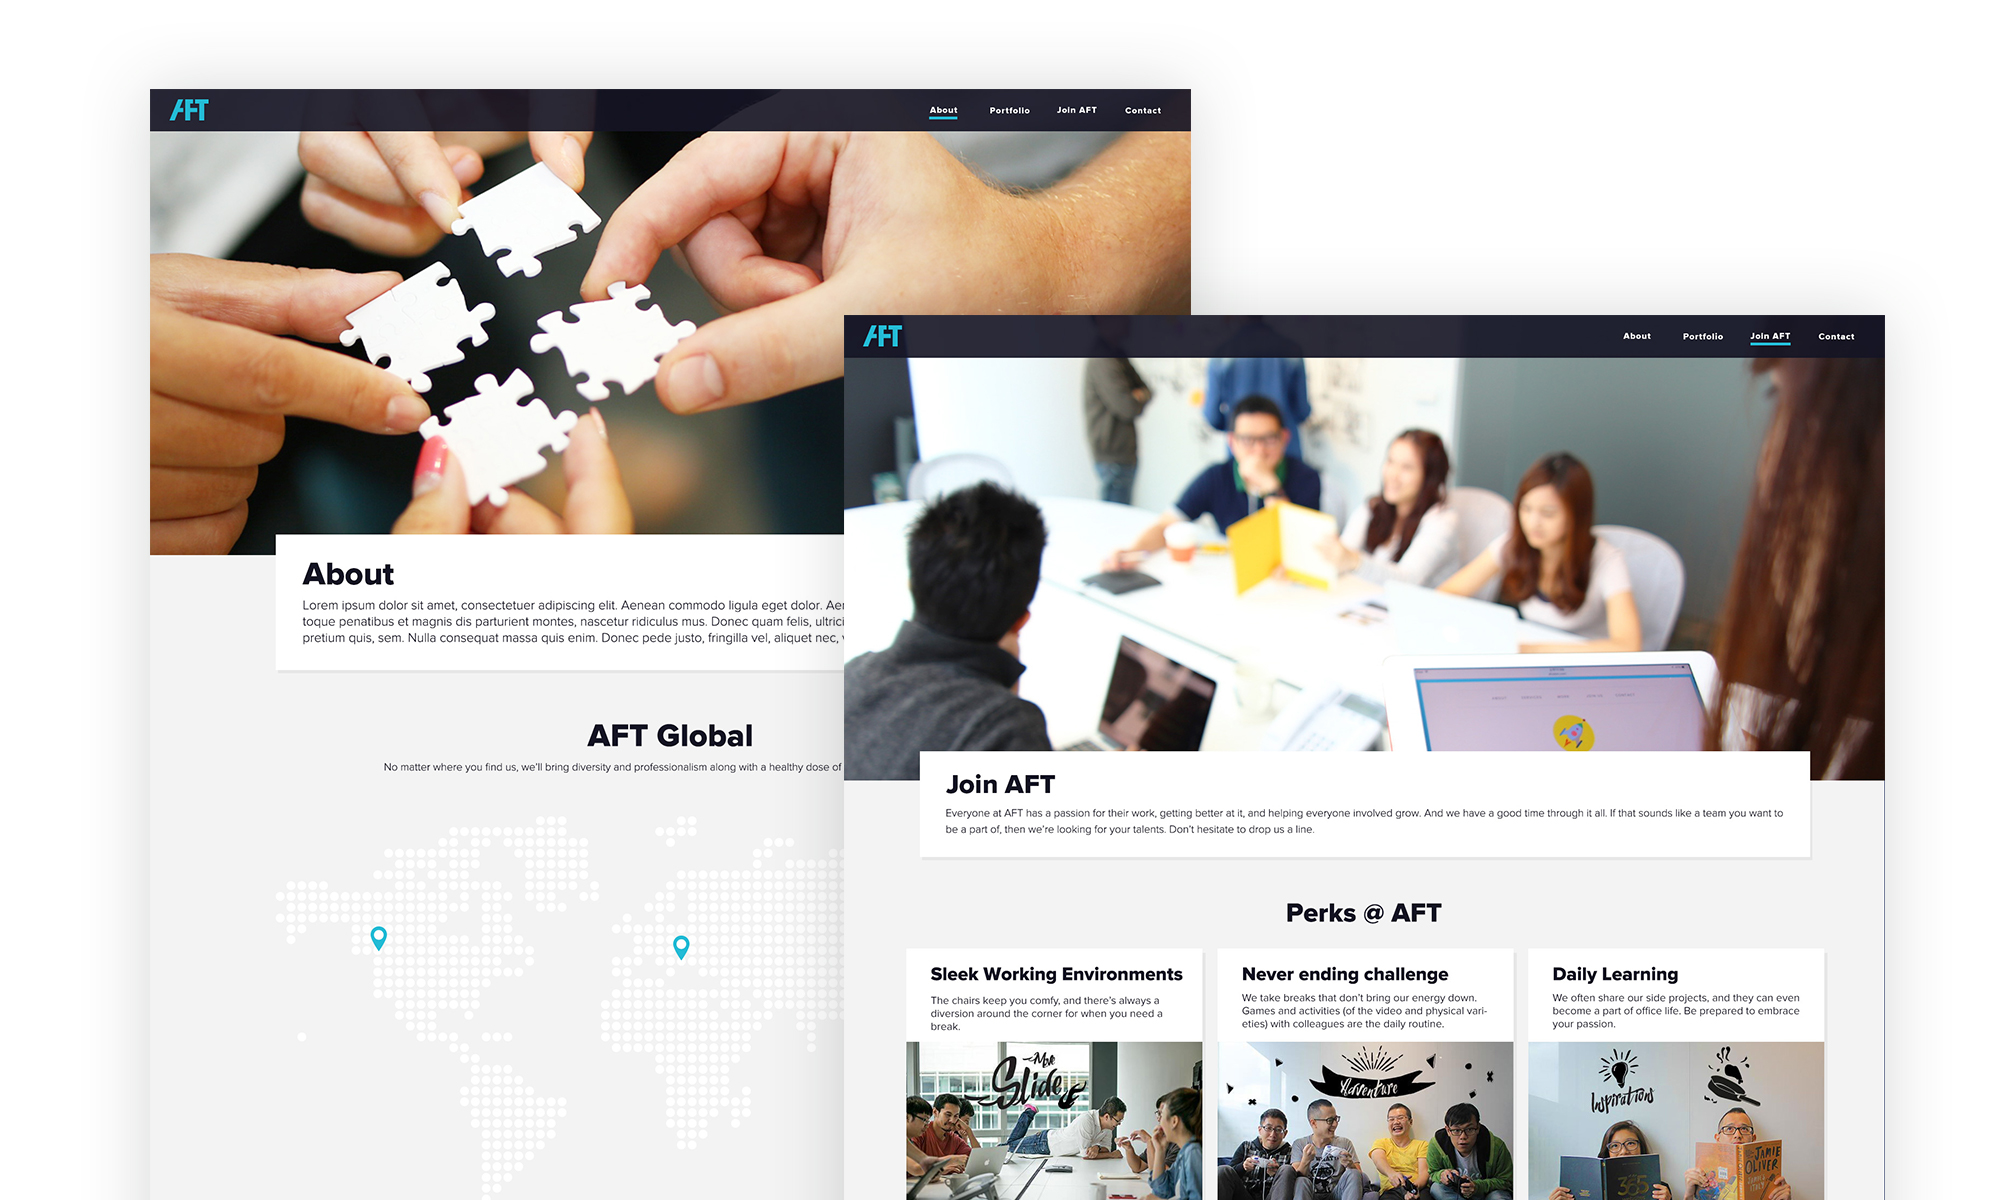 AFT
About
Portfolio
Join AFT
Contact
About
Lorem ipsum dolor sit amet, consectetuer adipiscing elit. Aenean commodo ligula eget dolor.
toque penatibus et magnis dis parturient montes, nascetur ridiculus mus. Donec quam felis,
pretium quis, sem. Nulla consequat massa quis enim. Donec pede justo, fringilla vel, aliquet nec,
AFT Global
No matter where you find us, we'll bring diversity and professionalism along with a healthy dose of
AFT
About
Portfolio
Join AFT
Contact
Join AFT
Everyone at AFT has a passion for their work, getting better at it, and helping everyone involved grow. And we have a good time through it all. If that sounds like a team you want to
be a part of, then we're looking for your talents. Don't hesitate to drop us a line.
Perks @ AFT
Sleek Working Environments
The chairs keep you comfy, and there's always a
diversion around the corner for when you need a
break.
Never ending challenge
We take breaks that don't bring our energy down.
Games and activities (of the video and physical vari-
eties) with colleagues are the daily routine.
Daily Learning
We often share our side projects, and they can even
become a part of office life. Be prepared to embrace
your passion.
Move
Slide
Adventure
Inspirations
365
JAMIE
OLIVER